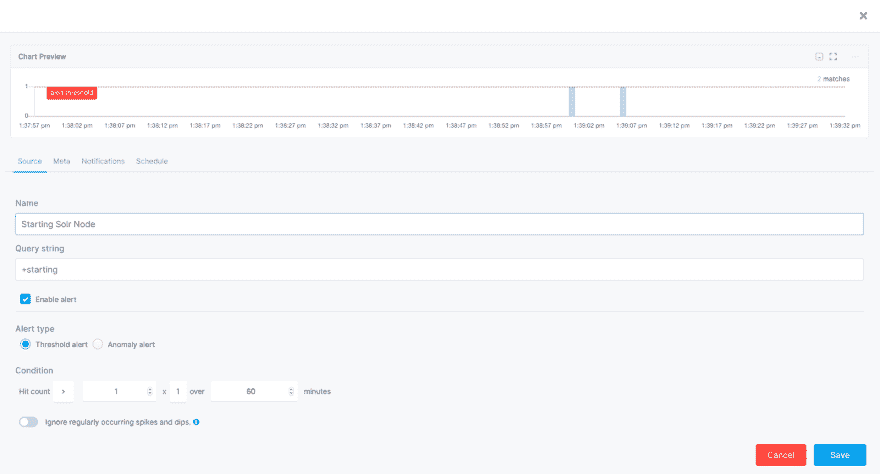 Chart Preview
2 matches
1
alert threshold
0
1:37:57 pm 1:38:02 pm 1:38:07 pm 1:38:12 pm 1:38:17 pm 1:38:22 pm 1:38:27 pm 1:38:32 pm 1:38:37 pm 1:38:42 pm 1:38:47 pm 1:38:52 pm 1:38:57 pm 1:39:02 pm 1:39:07 pm 1:39:12 pm 1:39:17 pm 1:39:22 pm 1:39:27 pm 1:39:32 pm
Source Meta Notifications Schedule
Name
Starting Solr Node
Query string
+starting
Enable alert
Alert type
Threshold alert Anomaly alert
Condition
Hit count > 1 x 1 over 60 minutes
Ignore regularly occurring spikes and dips.
Cancel Save